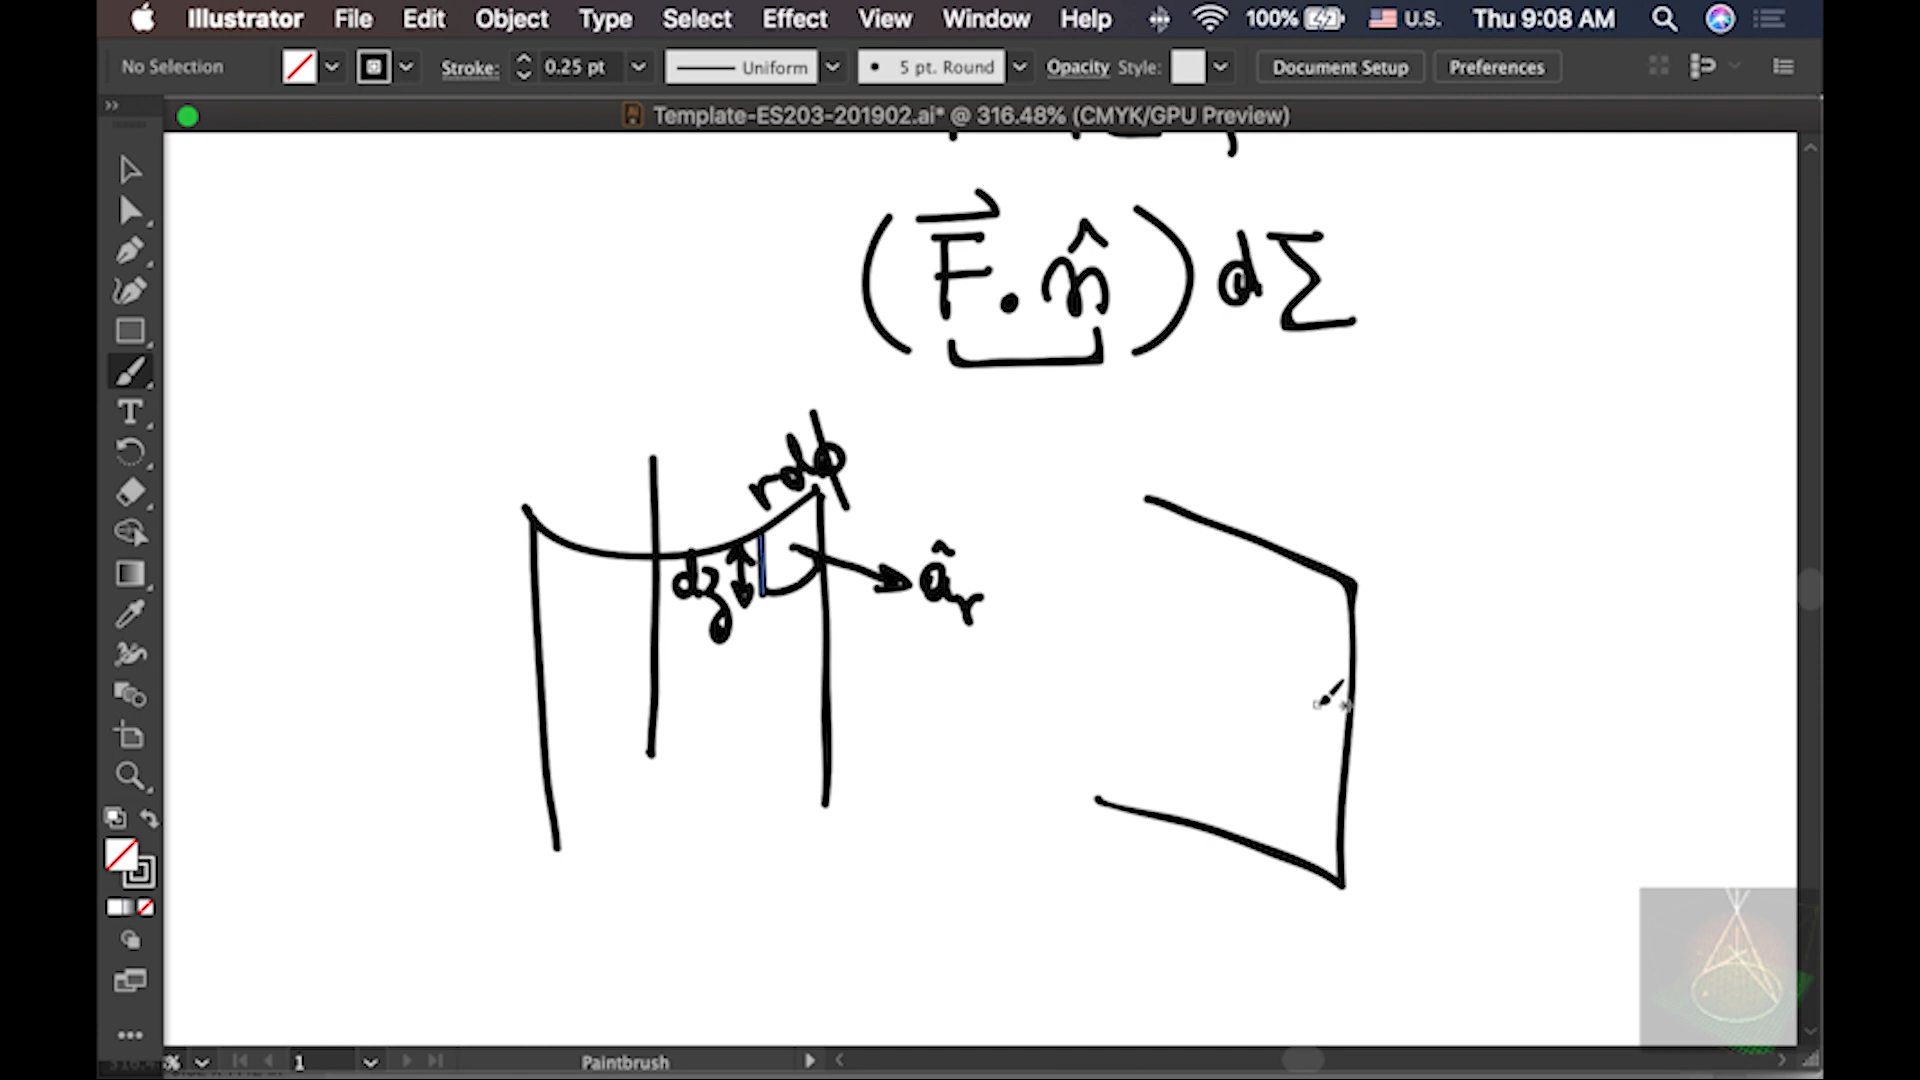 Illustrator File Edit Object Type Select Effect View Window Help 100% U.S. Thu 9:08 AM
No Selection Stroke: 0.25 pt Uniform 5 pt. Round Opacity Style: Document Setup Preferences
Template-ES203-201902.ai* @ 316.48% (CMYK/GPU Preview)
(F⃗ . n̂) dΣ
rdϕ
dz
âr
1 Paintbrush